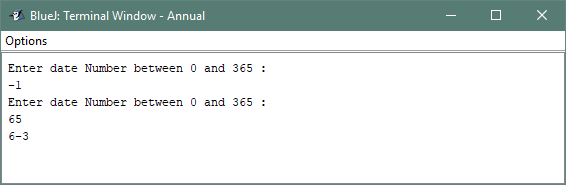 BlueJ: Terminal Window - Annual
Options
Enter date Number between 0 and 365 :
-1
Enter date Number between 0 and 365 :
65
6-3